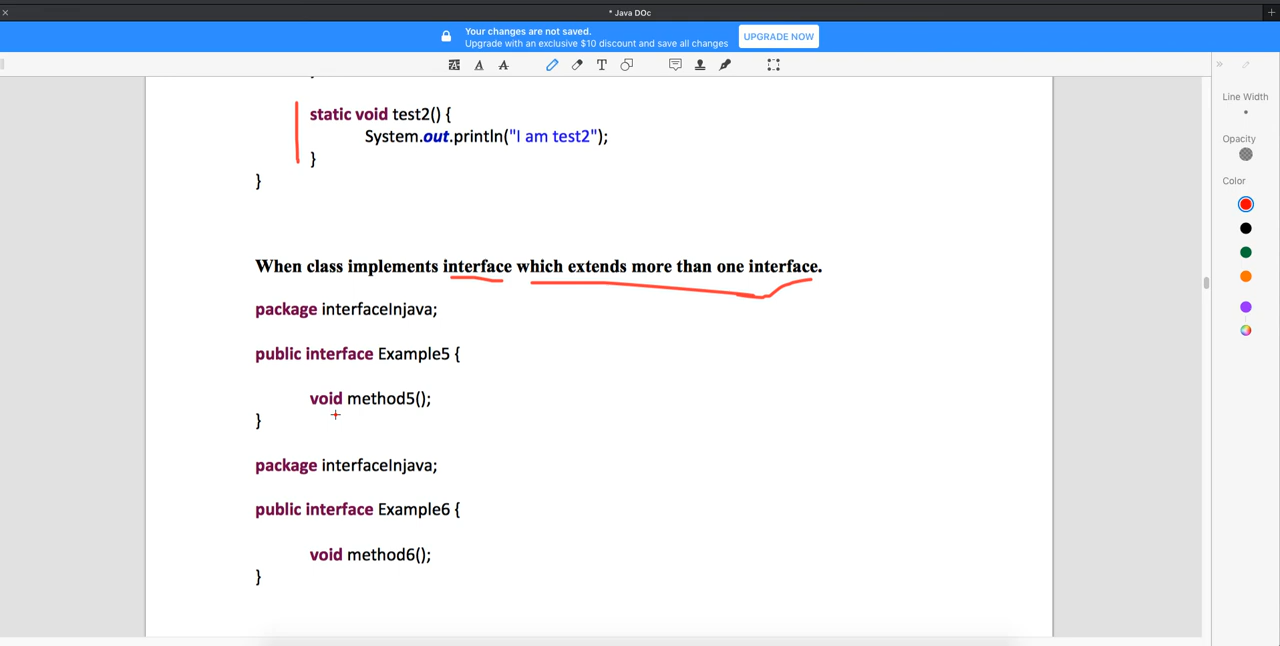 * Java DOc
Your changes are not saved.
Upgrade with an exclusive $10 discount and save all changes
UPGRADE NOW
Line Width
Opacity
Color
static void test2() {
System.out.println("I am test2");
}
}
When class implements interface which extends more than one interface.
package interfaceInjava;
public interface Example5 {
void method5();
}
package interfaceInjava;
public interface Example6 {
void method6();
}